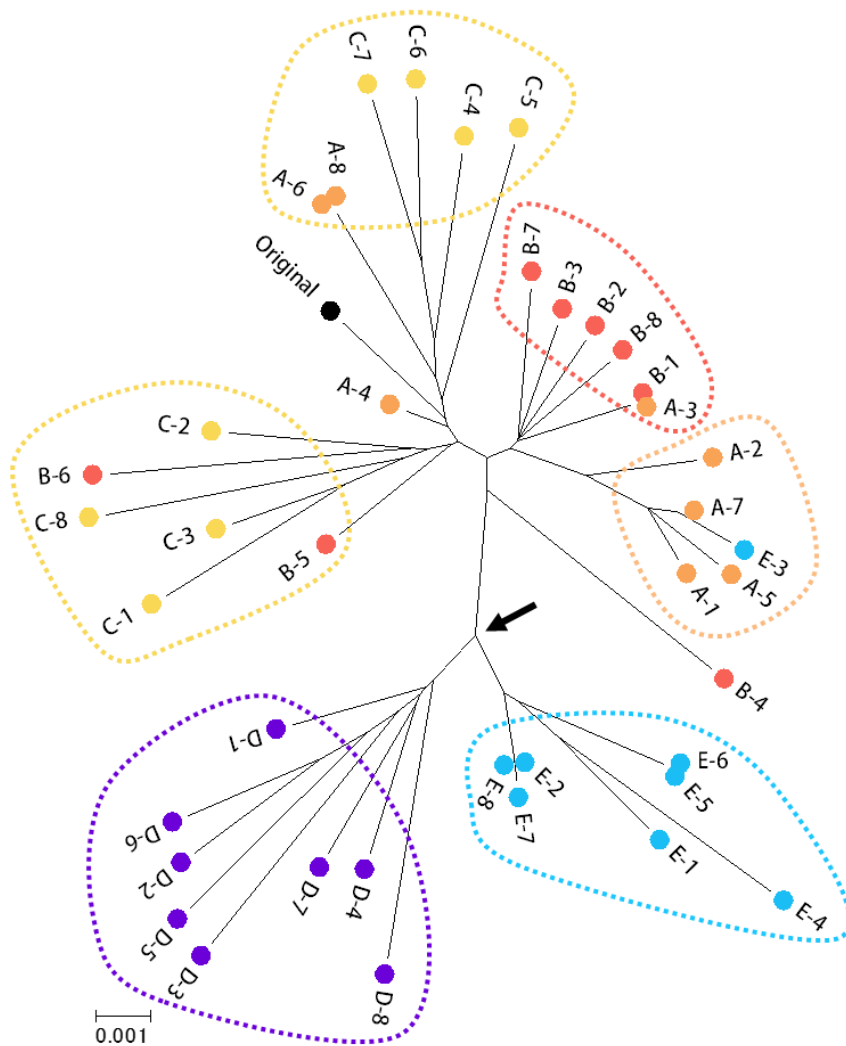 C-7
C-6
C-4
C-5
A-8
A-6
Original
B-7
B-3
B-2
B-8
B-1
A-3
A-4
C-2
B-6
C-8
C-3
B-5
C-1
A-2
A-7
E-3
A-5
A-1
B-4
D-1
D-6
D-2
D-5
D-3
D-7
D-4
D-8
E-8
E-2
E-7
E-6
E-5
E-1
E-4
0.001